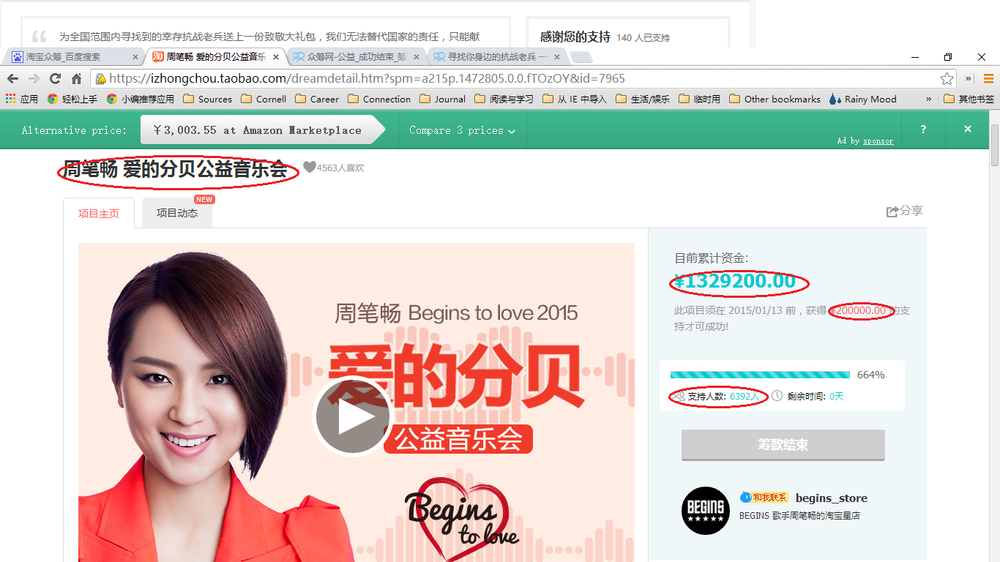 为全国范围内寻找到的幸存抗战老兵送上一份致敬大礼包，我们无法替代国家的责任，只能献
感谢您的支持 140 人已支持
淘宝众筹_百度搜索
周笔畅 爱的分贝公益音乐
众筹网-公益_成功结束_筹
寻找你身边的抗战老兵 —
https://izhongchou.taobao.com/dreamdetail.htm?spm=a215p.1472805.0.0.fTOzOY&id=7965
应用 轻松上手 小编推荐应用 Sources Cornell Career Connection Journal 阅读与学习 从 IE 中导入 生活/娱乐 临时用 Other bookmarks Rainy Mood » 其他书签
Alternative price: ¥3,003.55 at Amazon Marketplace Compare 3 prices
Ad by sponsor ? ×
周笔畅 爱的分贝公益音乐会 4563人喜欢
项目主页 项目动态 NEW
分享
周笔畅 Begins to love 2015
爱的分贝
公益音乐会
Begins
to love
目前累计资金:
¥1329200.00
此项目须在 2015/01/13 前，获得 ¥200000.00 的支
持才可成功!
664%
支持人数: 6392人 剩余时间: 0天
筹款结束
BEGINS
和我联系 begins_store
BEGINS 歌手周笔畅的淘宝星店